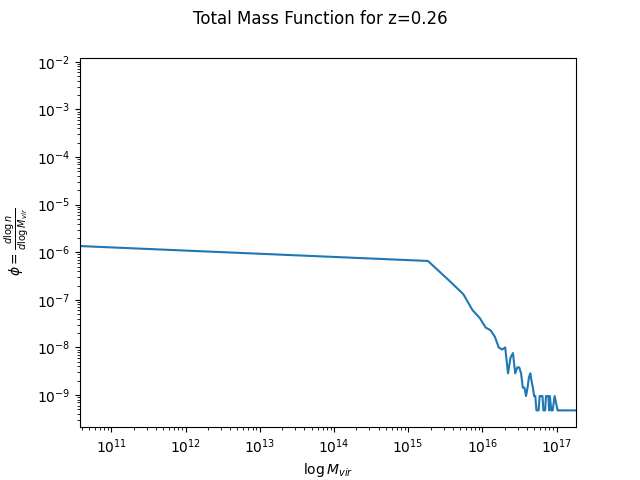 Total Mass Function for z=0.26
10⁻²
10⁻³
10⁻⁴
10⁻⁵
10⁻⁶
10⁻⁷
10⁻⁸
10⁻⁹
ϕ = d log n / d log M_vir
10¹¹ 10¹² 10¹³ 10¹⁴ 10¹⁵ 10¹⁶ 10¹⁷
log M_vir